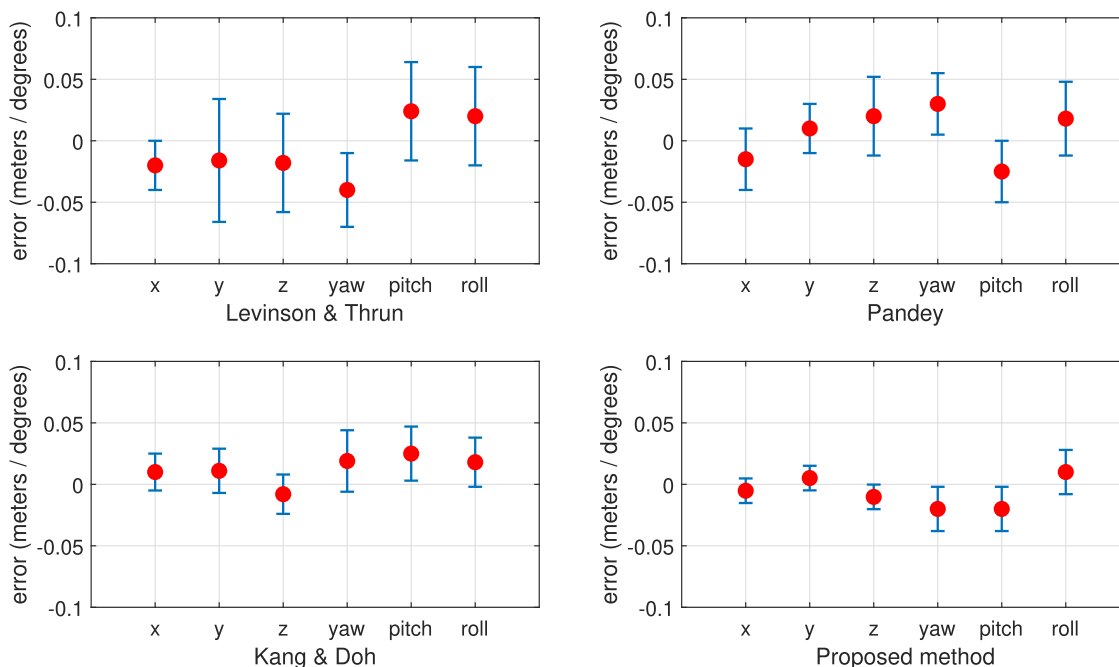 0.1
0.05
0
-0.05
-0.1
error (meters / degrees)
x y z yaw pitch roll
Levinson & Thrun
0.1
0.05
0
-0.05
-0.1
error (meters / degrees)
x y z yaw pitch roll
Pandey
0.1
0.05
0
-0.05
-0.1
error (meters / degrees)
x y z yaw pitch roll
Kang & Doh
0.1
0.05
0
-0.05
-0.1
error (meters / degrees)
x y z yaw pitch roll
Proposed method